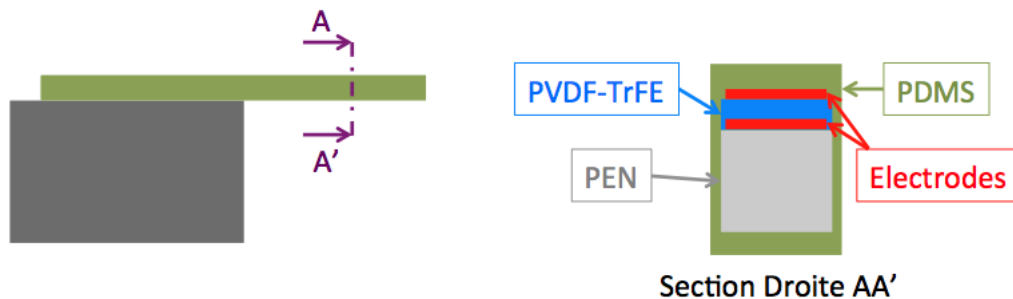 A
A'
PVDF-TrFE
PDMS
PEN
Electrodes
Section Droite AA'